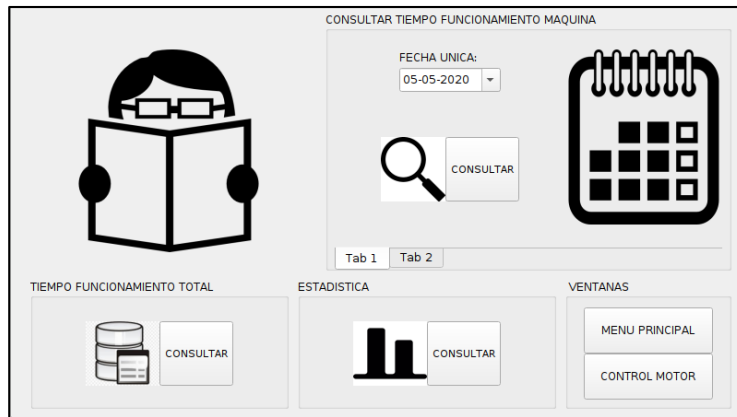 CONSULTAR TIEMPO FUNCIONAMIENTO MAQUINA
FECHA UNICA:
05-05-2020
CONSULTAR
Tab 1
Tab 2
TIEMPO FUNCIONAMIENTO TOTAL
CONSULTAR
ESTADISTICA
CONSULTAR
VENTANAS
MENU PRINCIPAL
CONTROL MOTOR